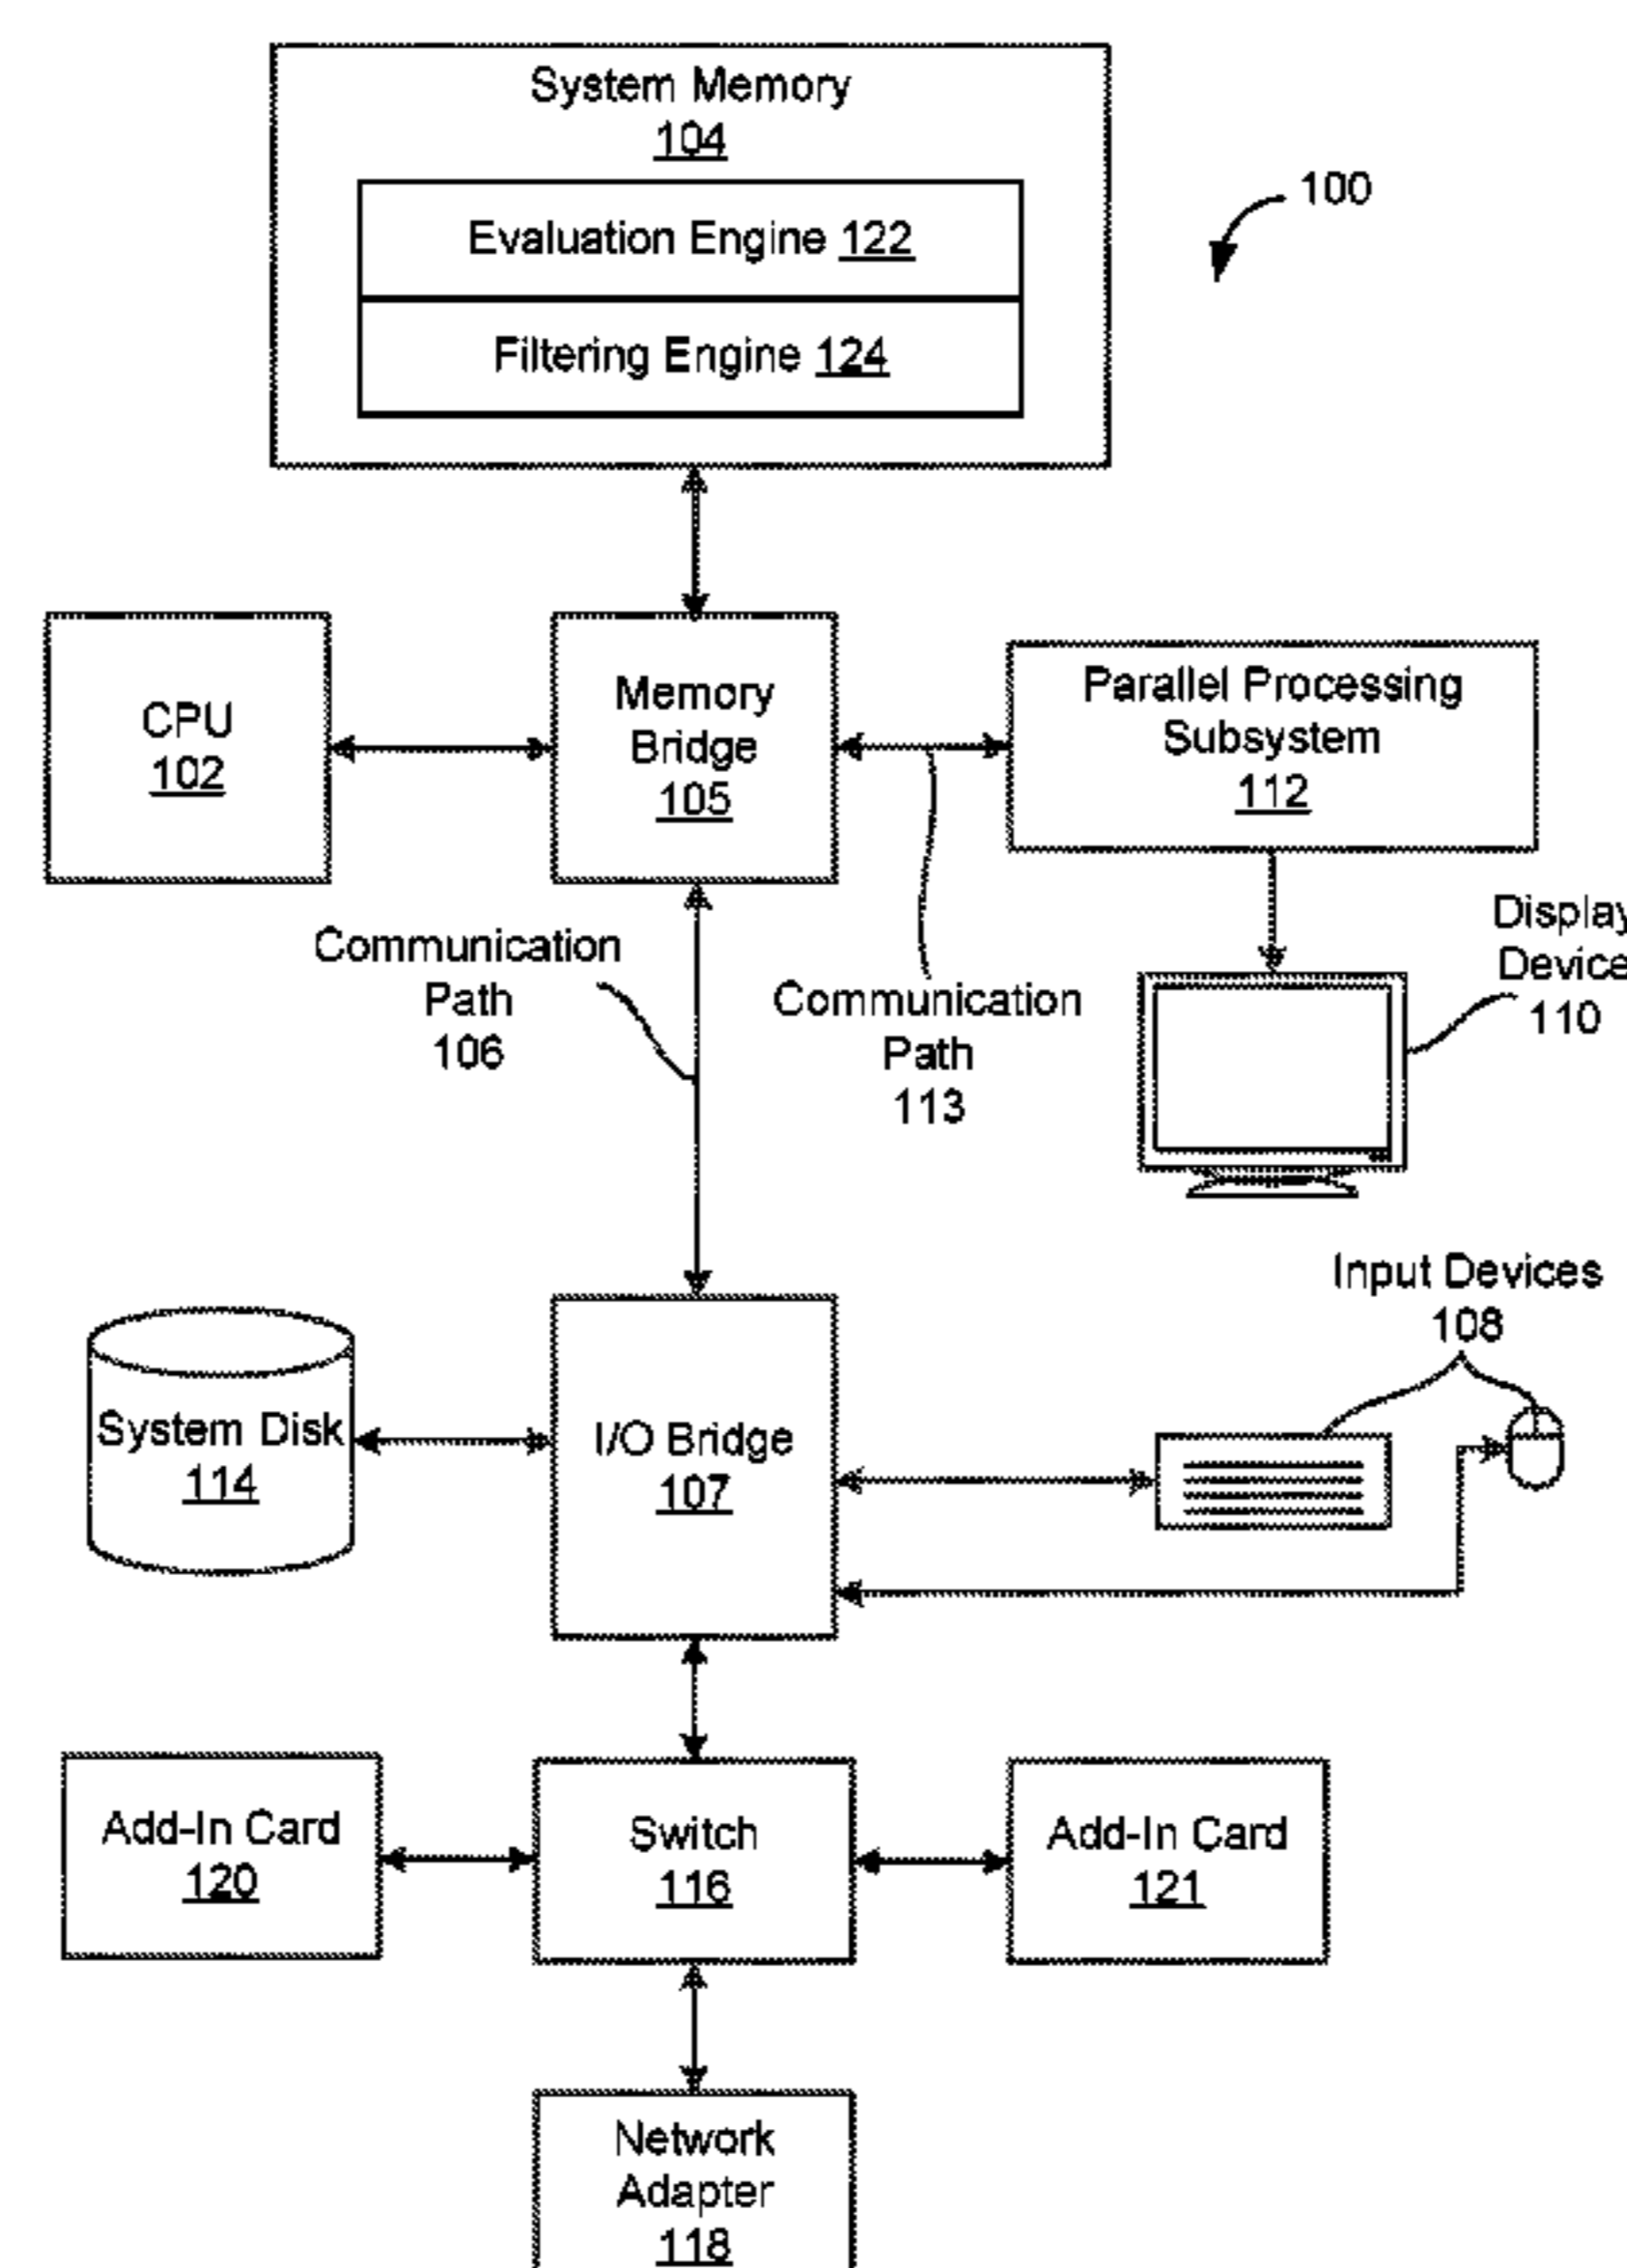 System Memory
104
Evaluation Engine 122
Filtering Engine 124
100
CPU
102
Memory
Bridge
105
Parallel Processing
Subsystem
112
Communication
Path
106
Communication
Path
113
Display
Device
110
Input Devices
108
System Disk
114
I/O Bridge
107
Add-In Card
120
Switch
116
Add-In Card
121
Network
Adapter
118